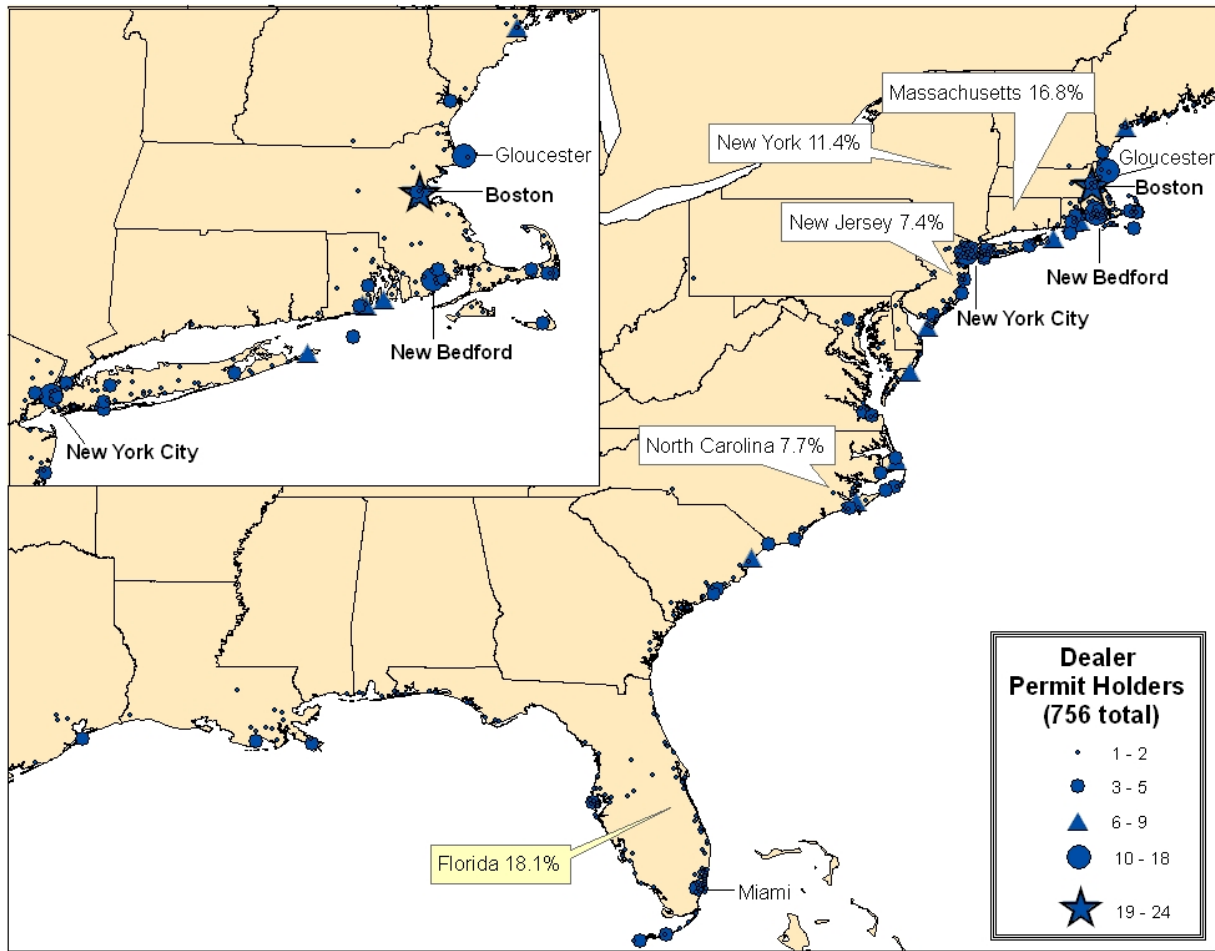 Gloucester
Boston
New Bedford
New York City
Massachusetts 16.8%
New York 11.4%
Gloucester
Boston
New Jersey 7.4%
New Bedford
New York City
North Carolina 7.7%
Florida 18.1%
Miami
Dealer
Permit Holders
(756 total)
1 - 2
3 - 5
6 - 9
10 - 18
19 - 24